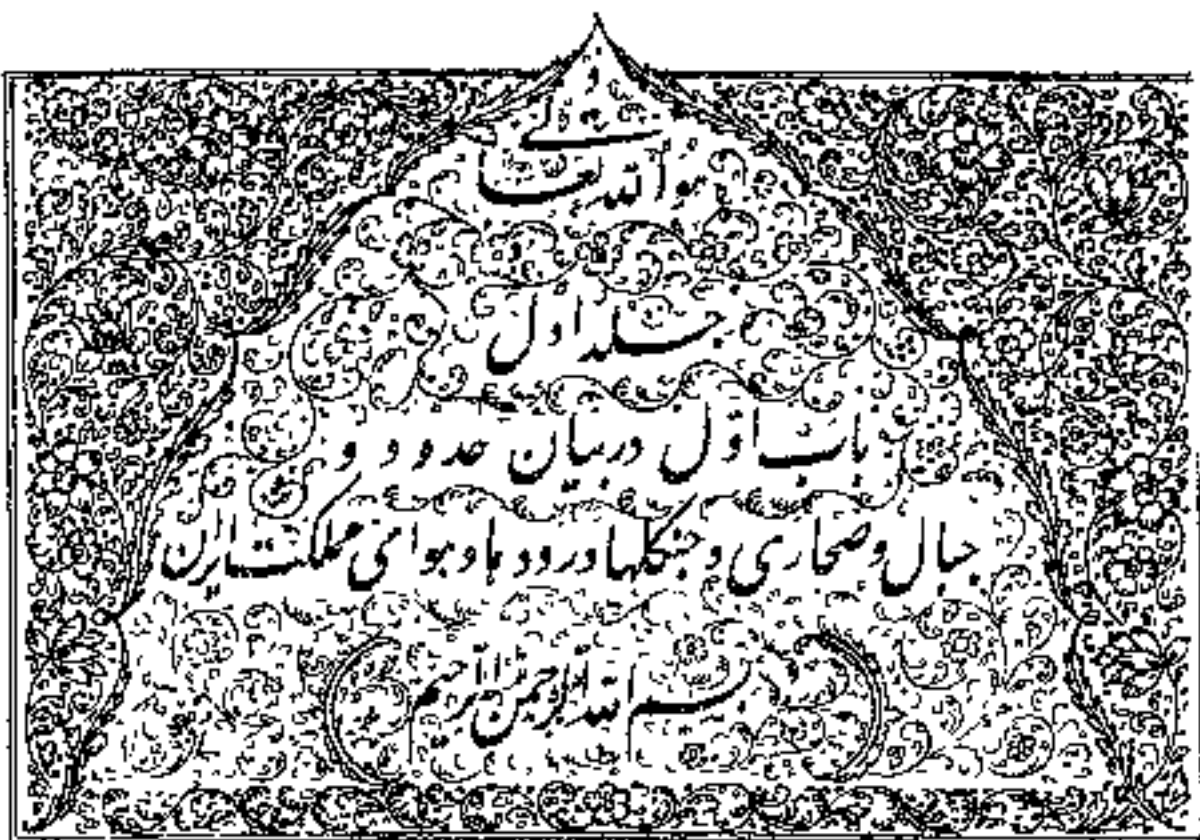 هو الله تعالی
جلد اول
باب اوّل در بیان حدود و
جبال و صحاری و جنگلها و رودها و هوای مملکت ایران
بسم الله الرحمن الرحیم